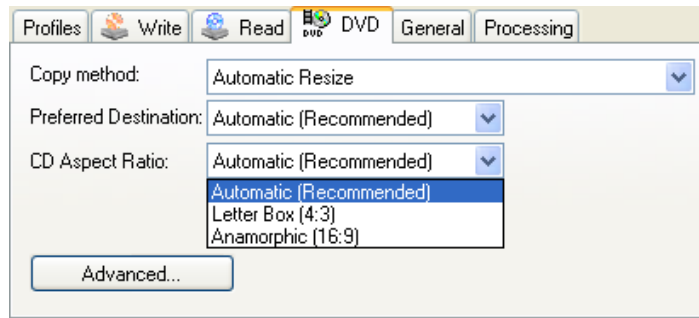 Profiles Write Read DVD DVD General Processing
Copy method: Automatic Resize
Preferred Destination: Automatic (Recommended)
CD Aspect Ratio: Automatic (Recommended)
Automatic (Recommended)
Letter Box (4:3)
Anamorphic (16:9)
Advanced...